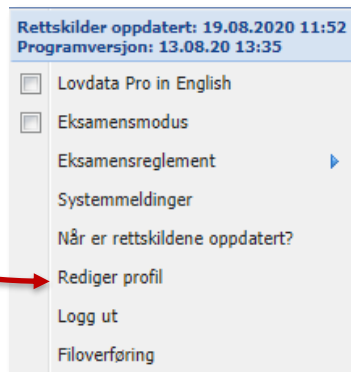 Rettskilder oppdatert: 19.08.2020 11:52
Programversjon: 13.08.20 13:35
Lovdata Pro in English
Eksamensmodus
Eksamensreglement
Systemmeldinger
Når er rettskildene oppdatert?
Rediger profil
Logg ut
Filoverføring